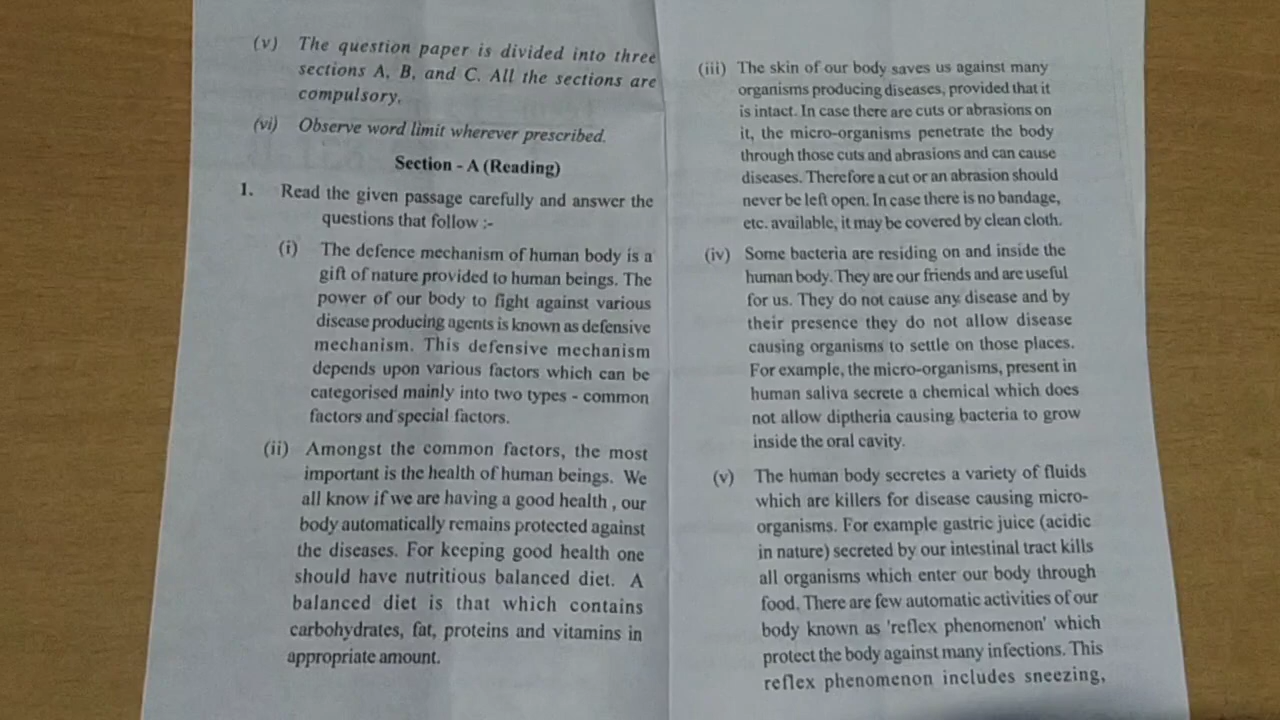 (v) The question paper is divided into three
sections A, B, and C. All the sections are
compulsory.
(vi) Observe word limit wherever prescribed.
Section - A (Reading)
1. Read the given passage carefully and answer the
questions that follow :-
(i) The defence mechanism of human body is a
gift of nature provided to human beings. The
power of our body to fight against various
disease producing agents is known as defensive
mechanism. This defensive mechanism
depends upon various factors which can be
categorised mainly into two types - common
factors and special factors.
(ii) Amongst the common factors, the most
important is the health of human beings. We
all know if we are having a good health , our
body automatically remains protected against
the diseases. For keeping good health one
should have nutritious balanced diet. A
balanced diet is that which contains
carbohydrates, fat, proteins and vitamins in
appropriate amount.
(iii) The skin of our body saves us against many
organisms producing diseases, provided that it
is intact. In case there are cuts or abrasions on
it, the micro-organisms penetrate the body
through those cuts and abrasions and can cause
diseases. Therefore a cut or an abrasion should
never be left open. In case there is no bandage,
etc. available, it may be covered by clean cloth.
(iv) Some bacteria are residing on and inside the
human body. They are our friends and are useful
for us. They do not cause any disease and by
their presence they do not allow disease
causing organisms to settle on those places.
For example, the micro-organisms, present in
human saliva secrete a chemical which does
not allow diptheria causing bacteria to grow
inside the oral cavity.
(v) The human body secretes a variety of fluids
which are killers for disease causing micro-
organisms. For example gastric juice (acidic
in nature) secreted by our intestinal tract kills
all organisms which enter our body through
food. There are few automatic activities of our
body known as 'reflex phenomenon' which
protect the body against many infections. This
reflex phenomenon includes sneezing,